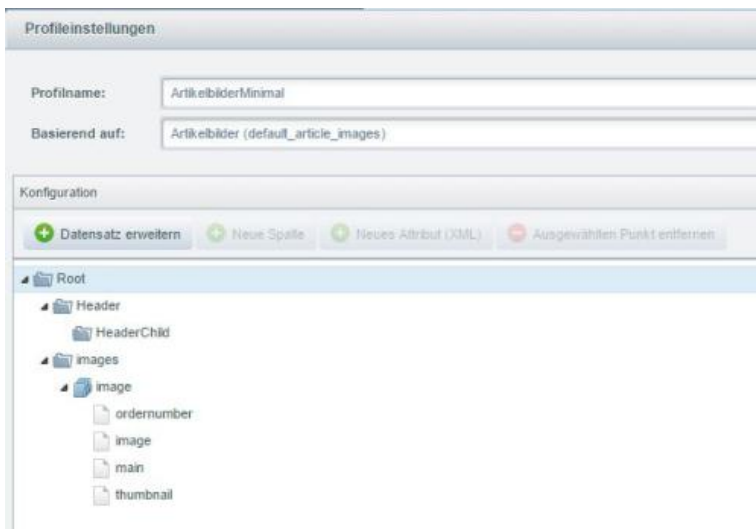 Profileinstellungen
Profilname: ArtikelbilderMinimal
Basierend auf: Artikelbilder (default_article_images)
Konfiguration
Datensatz erweitern Neue Spalte Neues Attribut (XML) Ausgewählten Punkt entfernen
Root
Header
HeaderChild
images
image
ordernumber
image
main
thumbnail